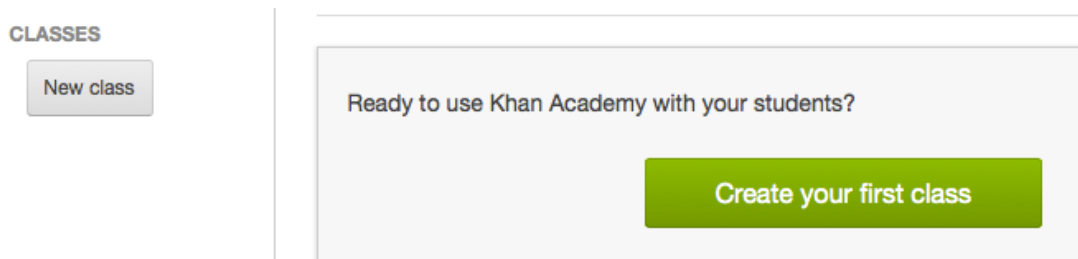 CLASSES
New class
Ready to use Khan Academy with your students?
Create your first class